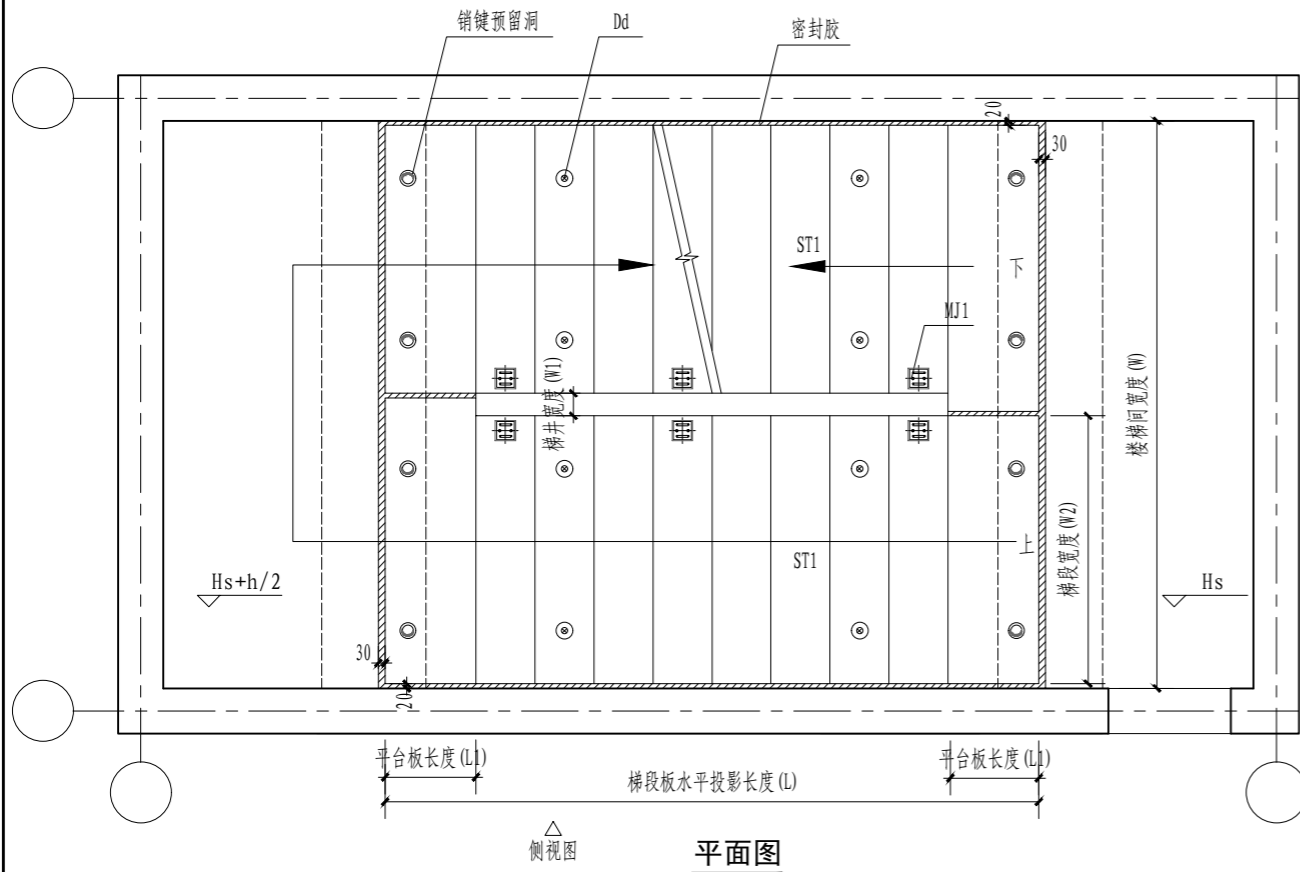 销键预留洞
Dd
密封胶
20
30
ST1
下
MJ1
梯井宽度(W1)
楼梯间宽度(W)
梯段宽度(W2)
上
ST1
Hs+h/2
Hs
30
20
平台板长度(L1)
平台板长度(L1)
梯段板水平投影长度(L)
侧视图
平面图